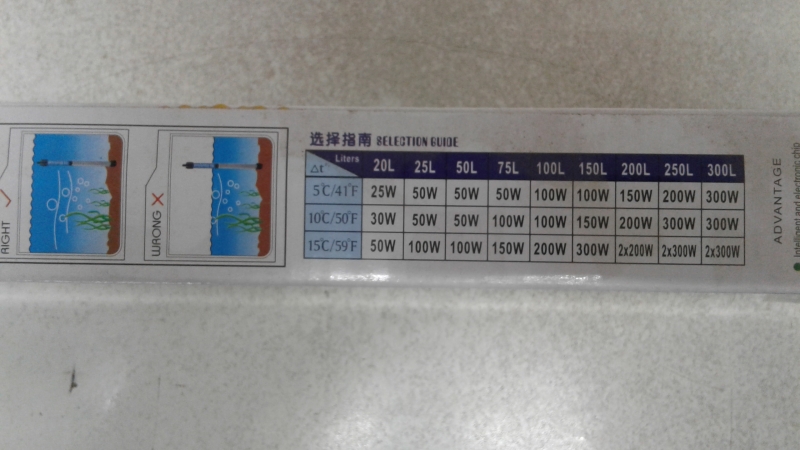 选择指南 SELECTION GUIDE
Liters 20L 25L 50L 75L 100L 150L 200L 250L 300L
△t
5℃/41°F 25W 50W 50W 50W 100W 100W 150W 200W 300W
10℃/50°F 30W 50W 50W 100W 100W 150W 200W 300W 300W
15℃/59°F 50W 100W 100W 150W 200W 300W 2x200W 2x300W 2x300W
RIGHT
WRONG
ADVANTAGE
Intelligent and electronic chip